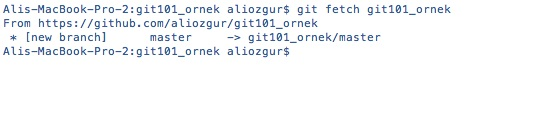 Alis-MacBook-Pro-2:git101_ornek aliozgur$ git fetch git101_ornek
From https://github.com/aliozgur/git101_ornek
 * [new branch]      master     -> git101_ornek/master
Alis-MacBook-Pro-2:git101_ornek aliozgur$